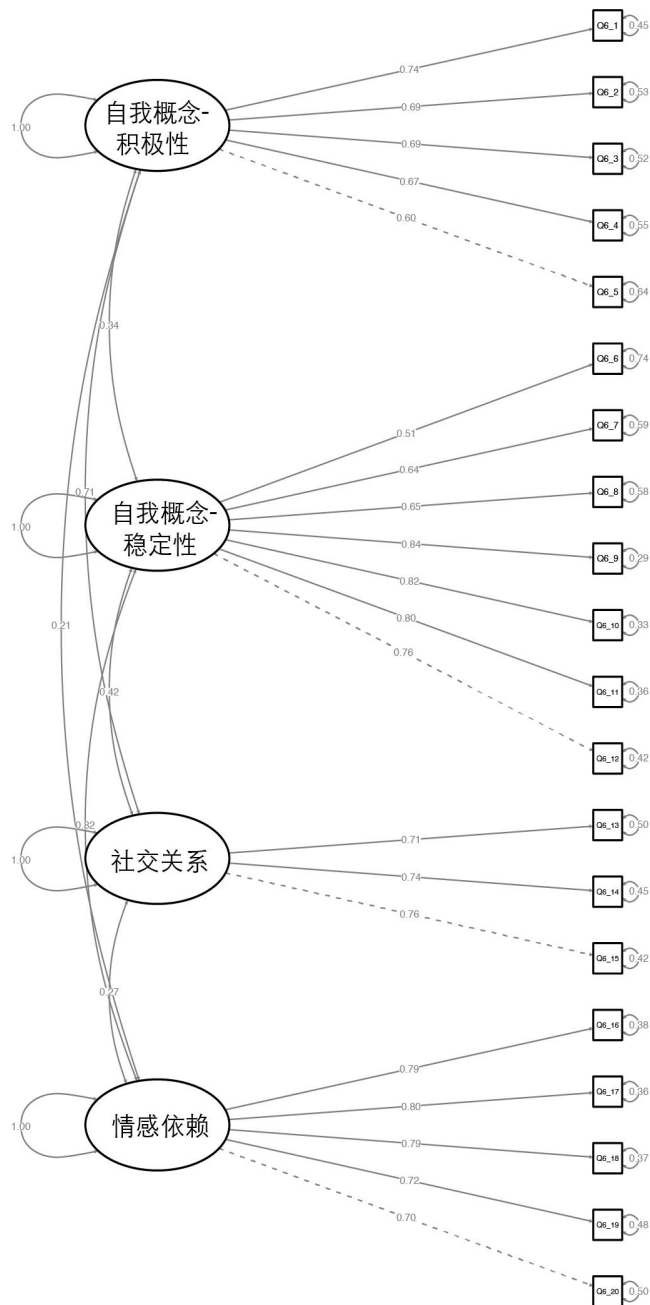 Q6_1 0.45
0.74
Q6_2 0.53
1.00
自我概念-
积极性
0.69
Q6_3 0.52
0.69
0.67
Q6_4 0.55
0.60
Q6_5 0.64
0.34
Q6_6 0.74
0.51
Q6_7 0.59
0.64
0.71
Q6_8 0.58
0.65
1.00
自我概念-
稳定性
0.84
Q6_9 0.29
0.82
Q6_10 0.33
0.21
0.80
0.76
Q6_11 0.36
0.42
Q6_12 0.42
0.82
Q6_13 0.50
0.71
1.00
社交关系
0.74
Q6_14 0.45
0.76
Q6_15 0.42
0.27
Q6_16 0.38
0.79
Q6_17 0.36
0.80
1.00
情感依赖
0.79
Q6_18 0.37
0.72
Q6_19 0.48
0.70
Q6_20 0.50